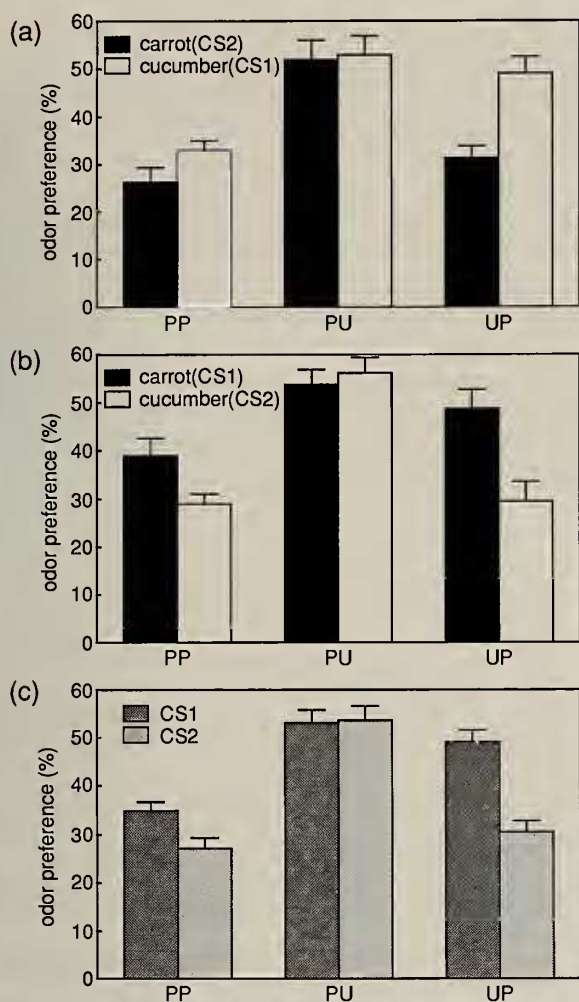 (a)
carrot(CS2)
cucumber(CS1)
odor preference (%)
60
50
40
30
20
10
0
PP PU UP
(b)
carrot(CS1)
cucumber(CS2)
odor preference (%)
60
50
40
30
20
10
0
PP PU UP
(c)
CS1
CS2
odor preference (%)
60
50
40
30
20
10
0
PP PU UP